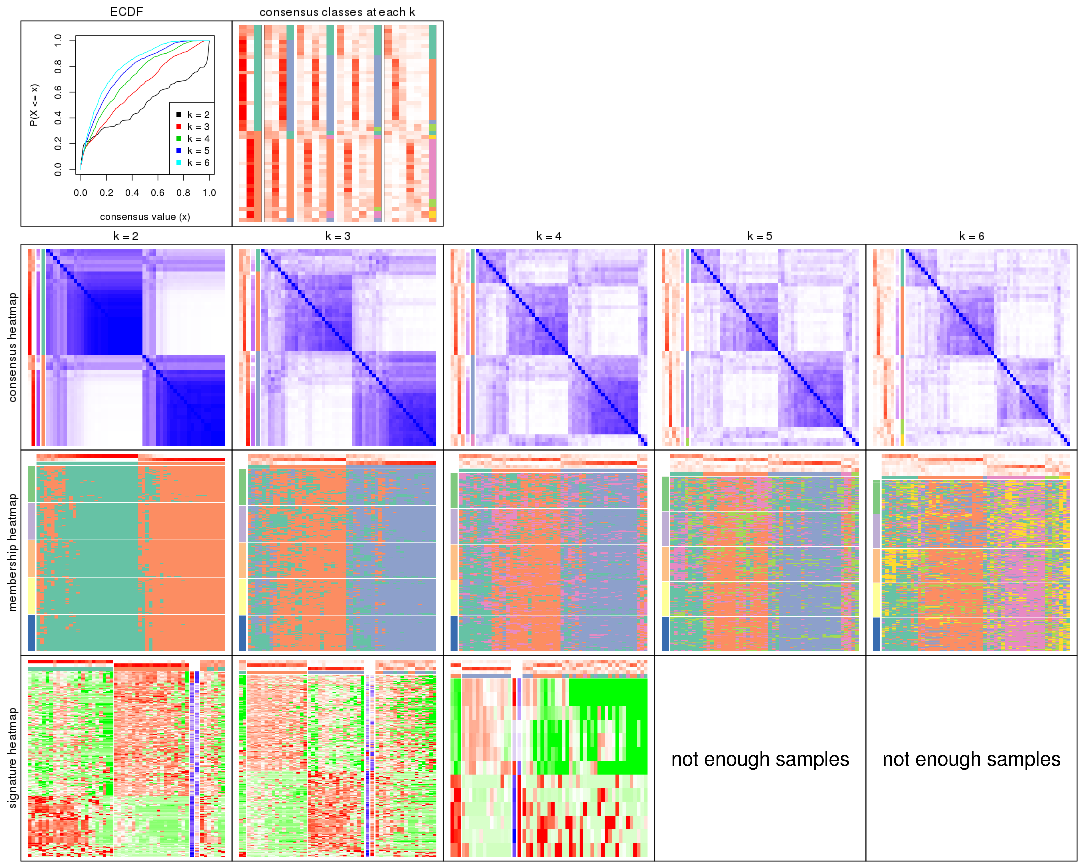 ECDF
consensus classes at each k
P(X <= x)
0.0 0.2 0.4 0.6 0.8 1.0
k = 2
k = 3
k = 4
k = 5
k = 6
0.0 0.2 0.4 0.6 0.8 1.0
consensus value (x)
k = 2
k = 3
k = 4
k = 5
k = 6
consensus heatmap
membership heatmap
signature heatmap
not enough samples
not enough samples